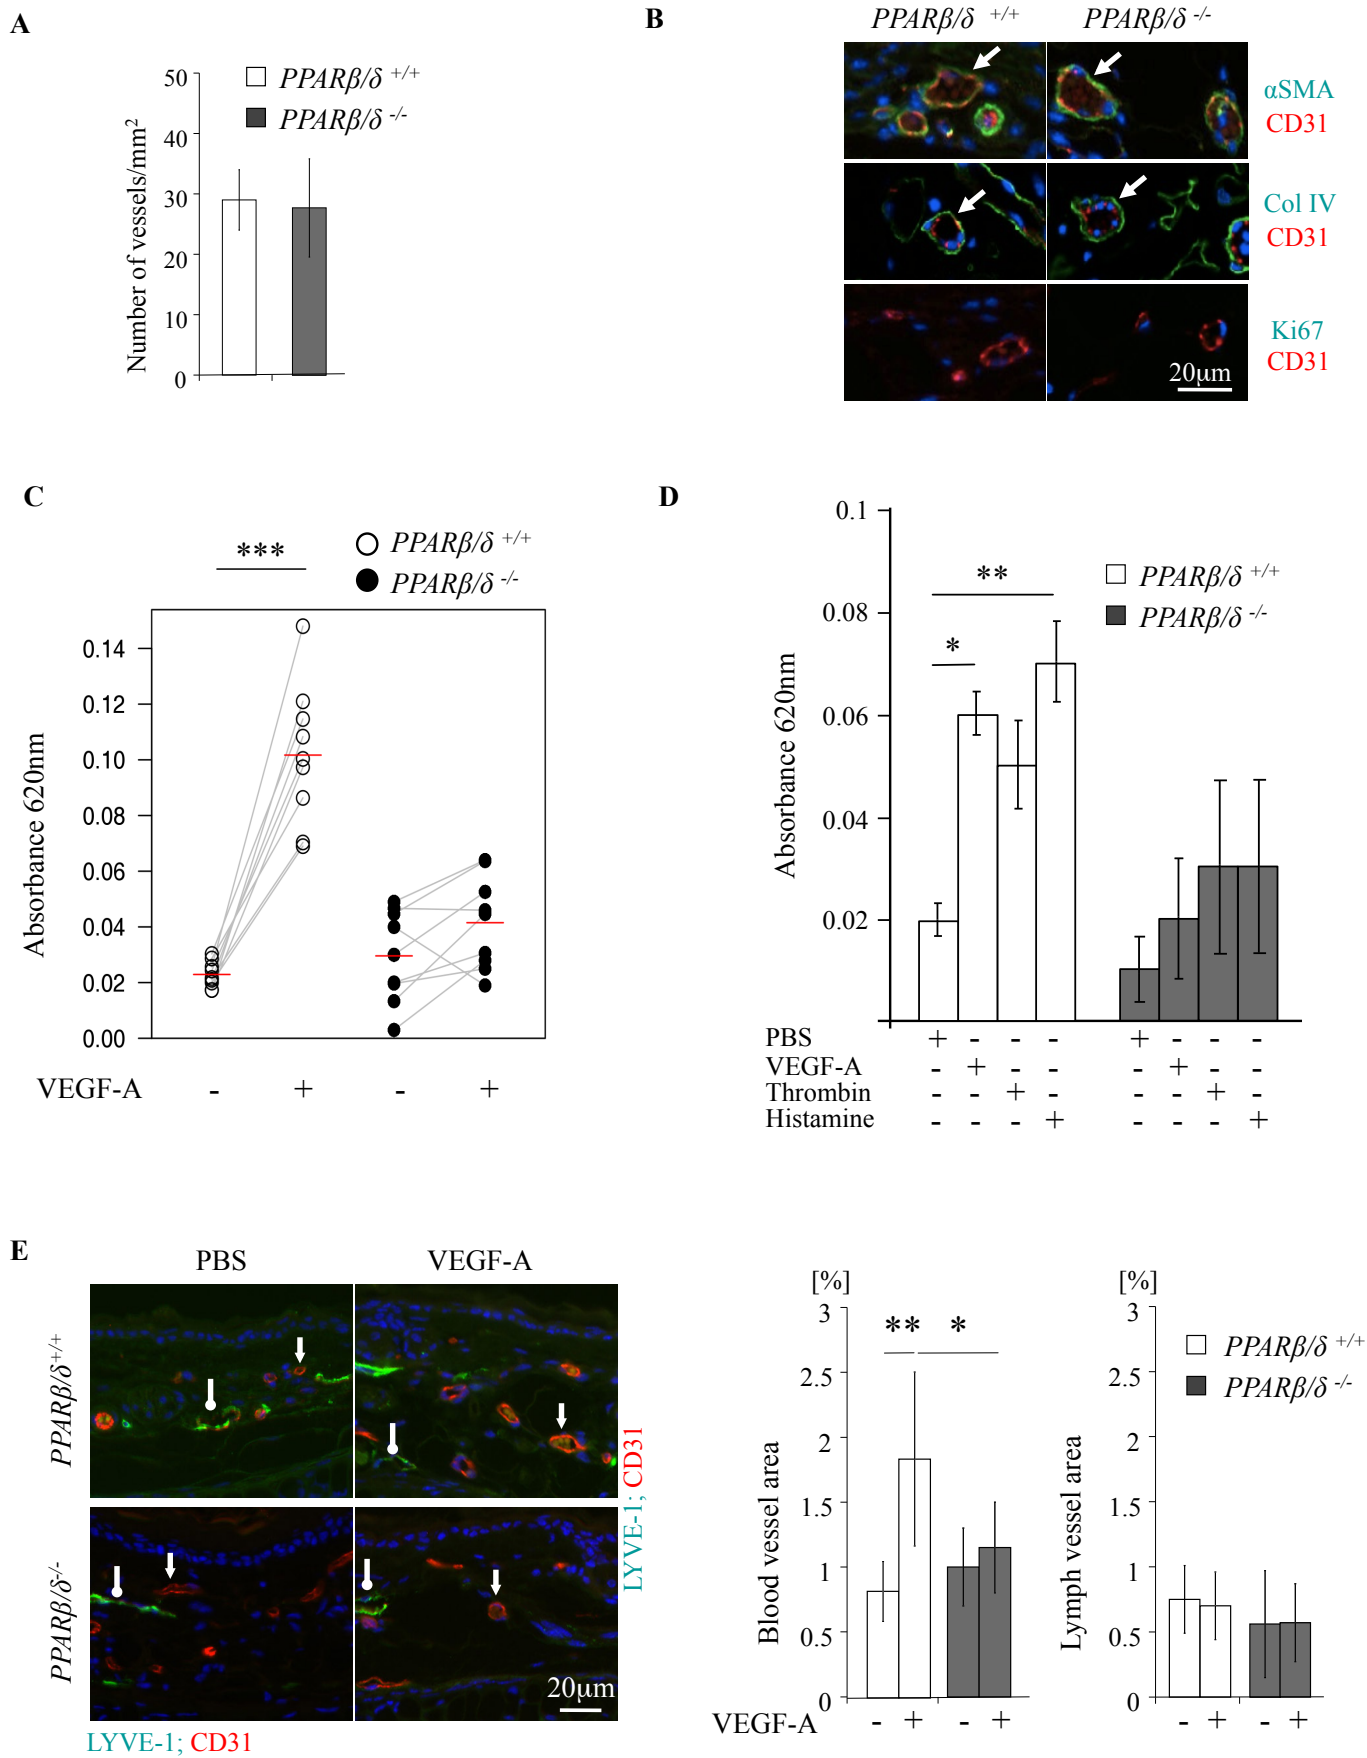 A
50
40
30
20
10
0
Number of vessels/mm²
PPARβ/δ +/+
PPARβ/δ -/-
B
PPARβ/δ +/+ PPARβ/δ -/-
αSMA
CD31
Col IV
CD31
Ki67
CD31
20μm
C
***
PPARβ/δ +/+
PPARβ/δ -/-
0.14
0.12
0.10
0.08
0.06
0.04
0.02
0.00
Absorbance 620nm
VEGF-A - + - +
D
0.1
0.08
0.06
0.04
0.02
Absorbance 620nm
**
*
PPARβ/δ +/+
PPARβ/δ -/-
PBS + - - - + - - -
VEGF-A - + - - - + - -
Thrombin - - + - - - + -
Histamine - - - + - - - +
E
PBS VEGF-A
PPARβ/δ+/+
PPARβ/δ-/-
20μm
LYVE-1; CD31
LYVE-1; CD31
[%]
3
2.5
2
1.5
1
0.5
0
Blood vessel area
** *
VEGF-A - + - +
[%]
3
2.5
2
1.5
1
0.5
0
Lymph vessel area
PPARβ/δ +/+
PPARβ/δ -/-
- + - +